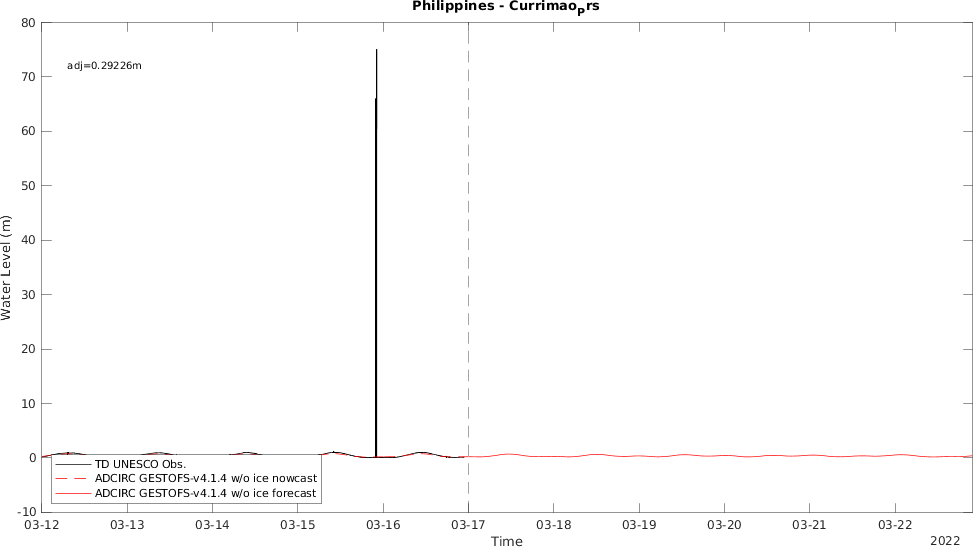 Philippines - Currimaoprs
80
70
60
50
40
30
20
10
0
-10
Water Level (m)
adj=0.29226m
TD UNESCO Obs.
ADCIRC GESTOFS-v4.1.4 w/o ice nowcast
ADCIRC GESTOFS-v4.1.4 w/o ice forecast
03-12 03-13 03-14 03-15 03-16 03-17 03-18 03-19 03-20 03-21 03-22
Time
2022